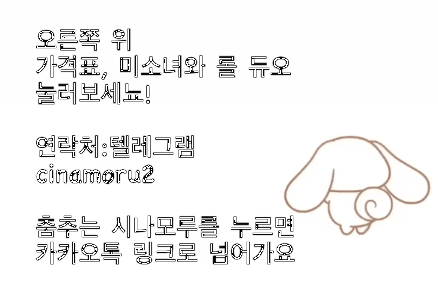 오른쪽 위
가격표, 미소녀와 를 듀오
눌러보세뇨!
연락처:텔레그램
cinamoru2
춤추는 시나모루를 누르면
카카오톡 링크로 넘어가요